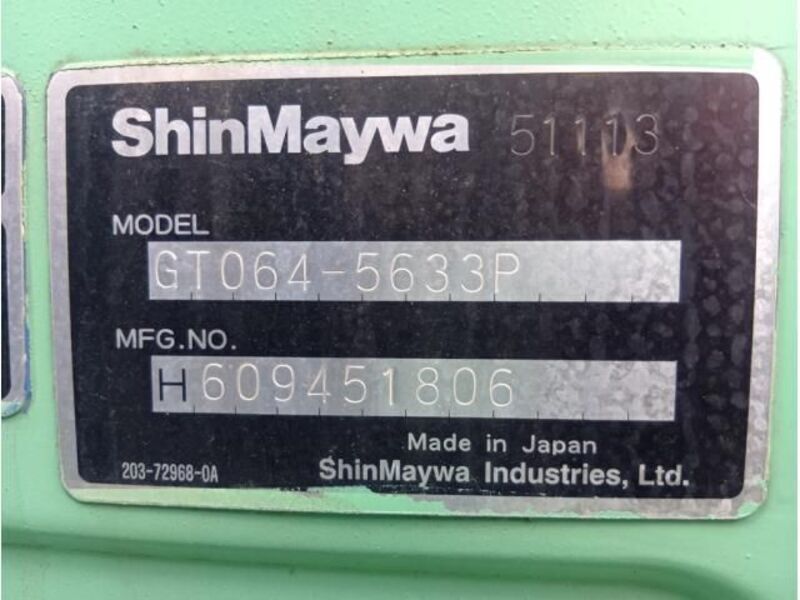 ShinMaywa 51113
MODEL
GT064-5633P
MFG.NO.
H609451806
Made in Japan
203-72968-0A ShinMaywa Industries, Ltd.